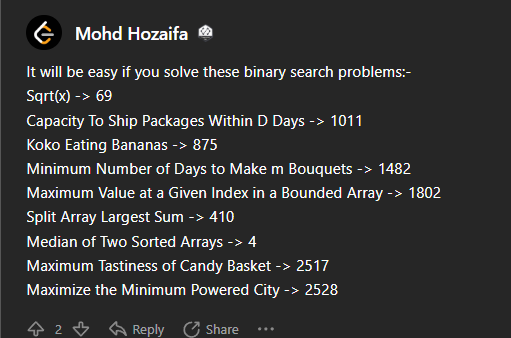 Mohd Hozaifa
It will be easy if you solve these binary search problems:-
Sqrt(x) -> 69
Capacity To Ship Packages Within D Days -> 1011
Koko Eating Bananas -> 875
Minimum Number of Days to Make m Bouquets -> 1482
Maximum Value at a Given Index in a Bounded Array -> 1802
Split Array Largest Sum -> 410
Median of Two Sorted Arrays -> 4
Maximum Tastiness of Candy Basket -> 2517
Maximize the Minimum Powered City -> 2528
2 Reply Share